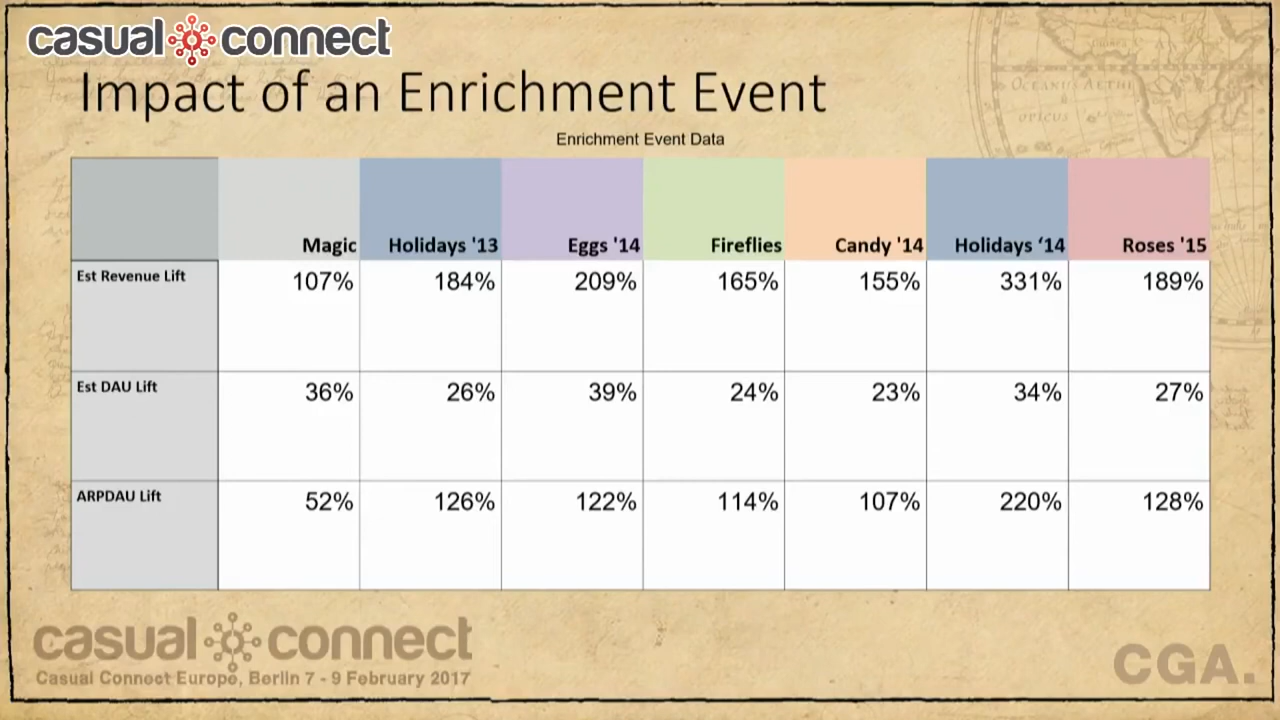 casual connect
Impact of an Enrichment Event
Enrichment Event Data
Magic Holidays '13 Eggs '14 Fireflies Candy '14 Holidays ‘14 Roses '15
Est Revenue Lift 107% 184% 209% 165% 155% 331% 189%
Est DAU Lift 36% 26% 39% 24% 23% 34% 27%
ARPDAU Lift 52% 126% 122% 114% 107% 220% 128%
casual connect
Casual Connect Europe, Berlin 7 - 9 February 2017
CGA.